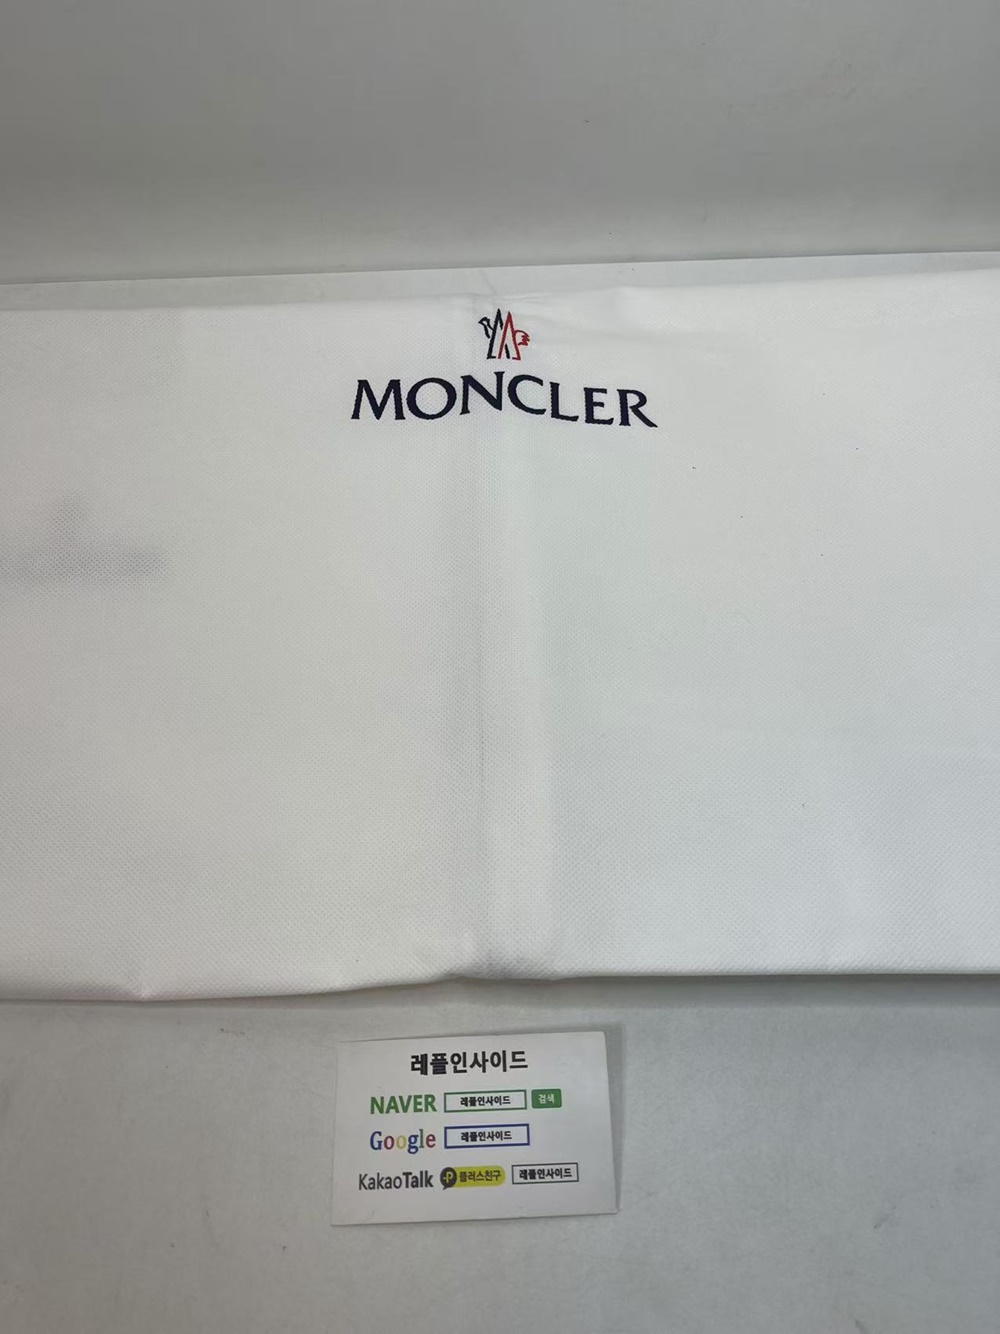 MONCLER
레플인사이드
NAVER 레플인사이드 검색
Google 레플인사이드
KakaoTalk P 플러스친구 레플인사이드